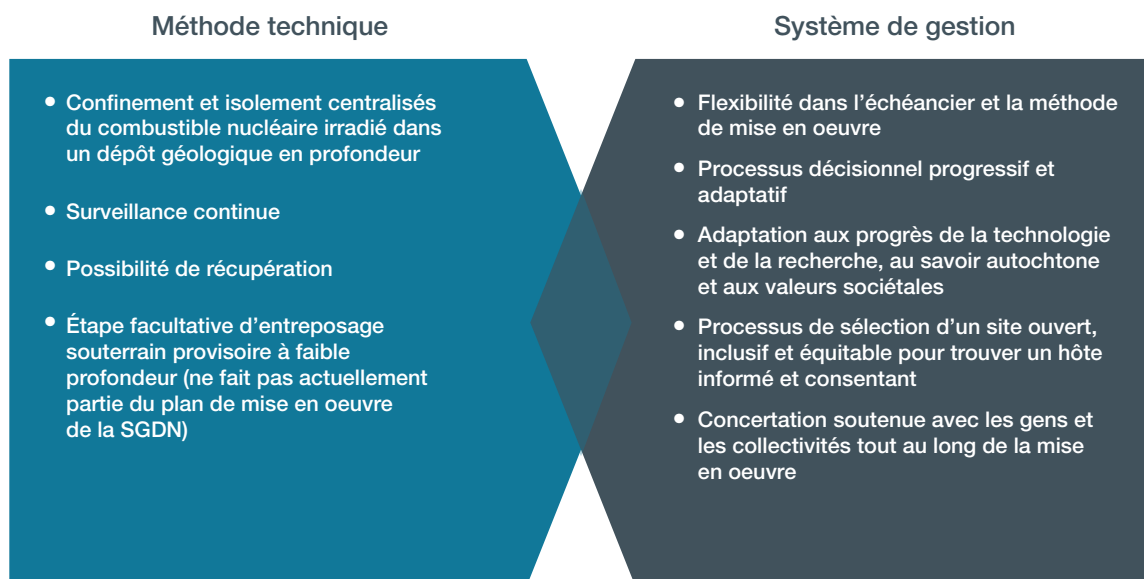 Méthode technique
• Confinement et isolement centralisés
du combustible nucléaire irradié dans
un dépôt géologique en profondeur
• Surveillance continue
• Possibilité de récupération
• Étape facultative d’entreposage
souterrain provisoire à faible
profondeur (ne fait pas actuellement
partie du plan de mise en oeuvre
de la SGDN)
Système de gestion
• Flexibilité dans l’échéancier et la méthode
de mise en oeuvre
• Processus décisionnel progressif et
adaptatif
• Adaptation aux progrès de la technologie
et de la recherche, au savoir autochtone
et aux valeurs sociétales
• Processus de sélection d’un site ouvert,
inclusif et équitable pour trouver un hôte
informé et consentant
• Concertation soutenue avec les gens et
les collectivités tout au long de la mise
en oeuvre